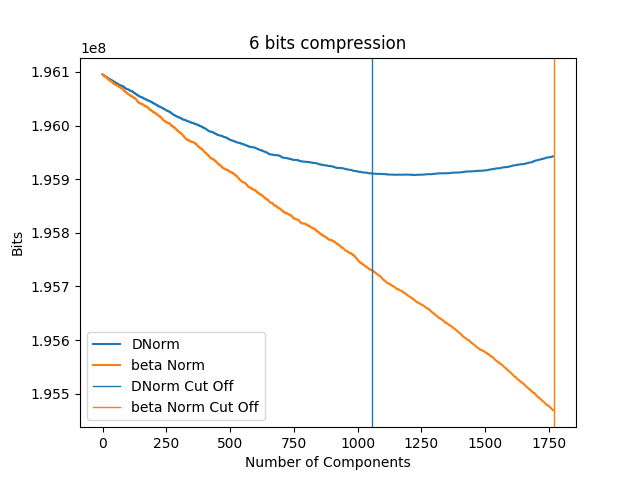 6 bits compression
1e8
1.961
1.960
1.959
1.958
1.957
1.956
1.955
Bits
DNorm
beta Norm
DNorm Cut Off
beta Norm Cut Off
0 250 500 750 1000 1250 1500 1750
Number of Components